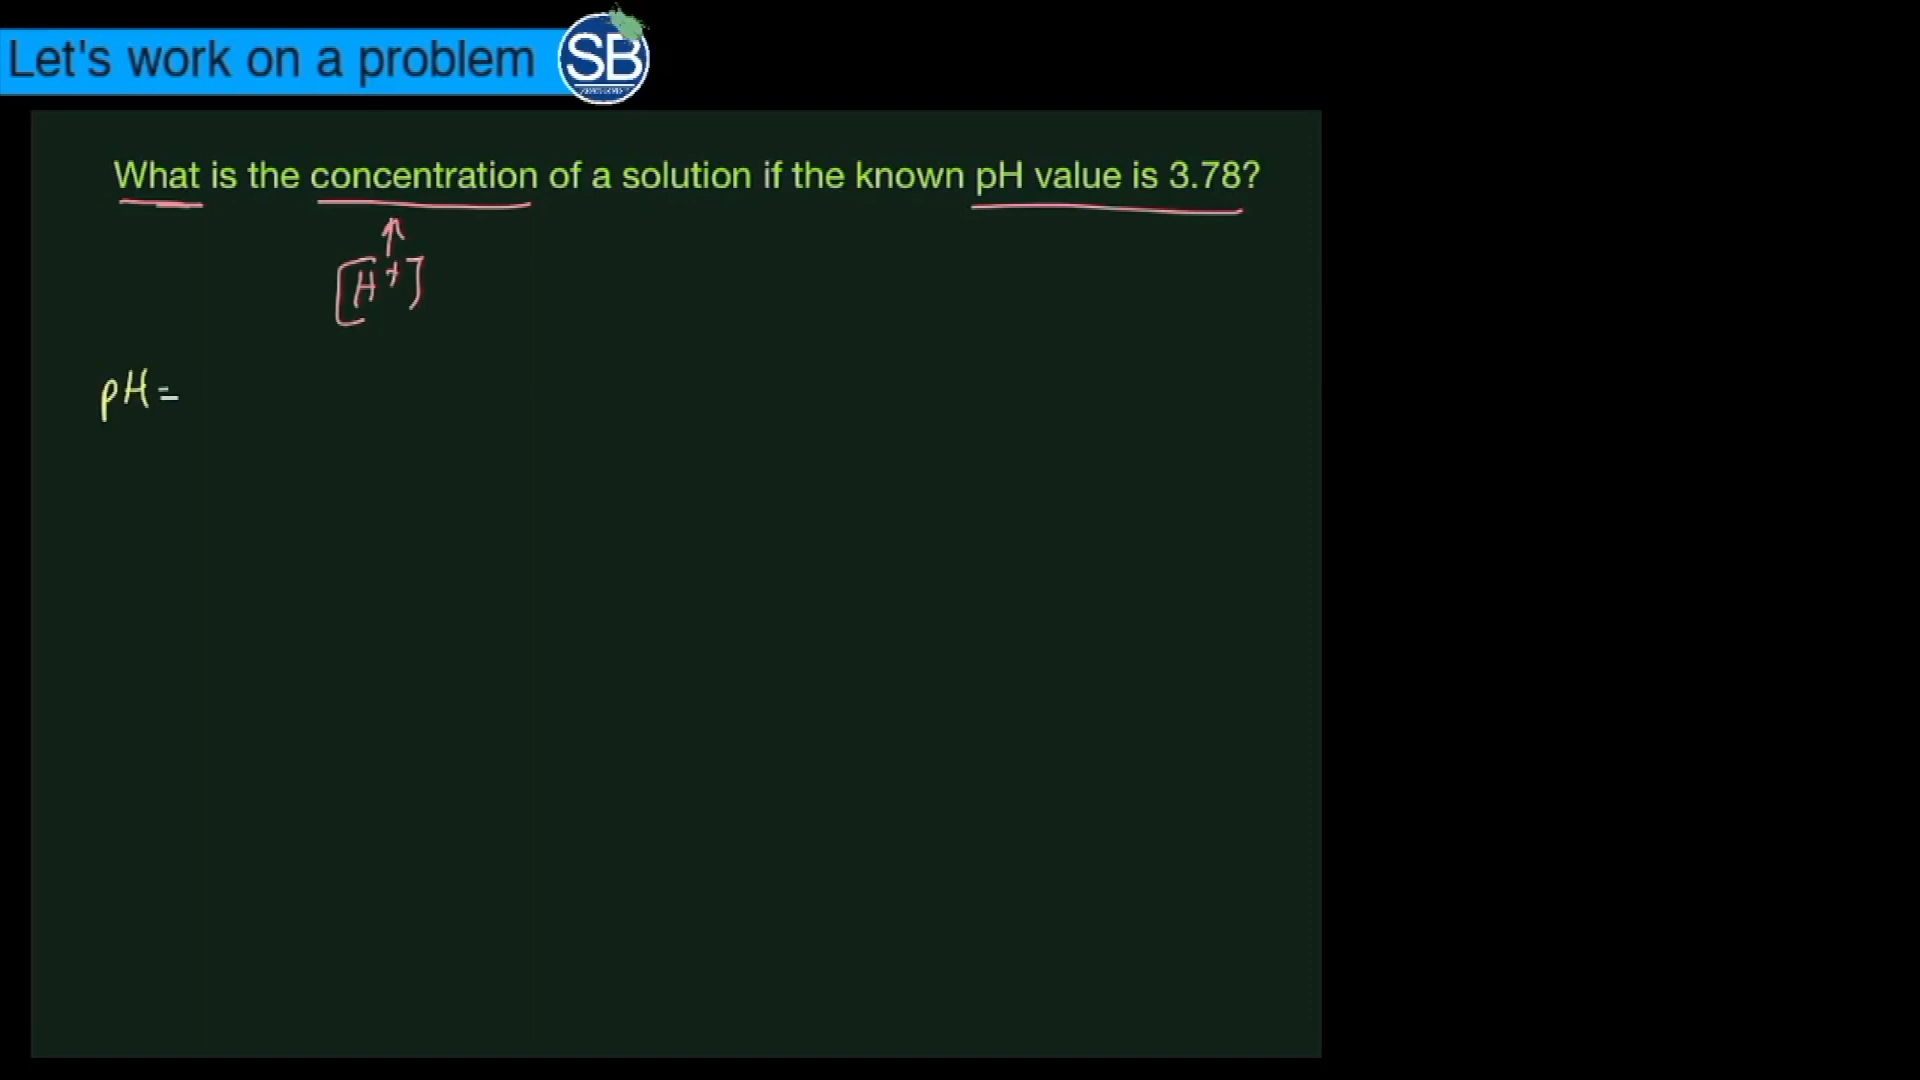 Let's work on a problem
SB
What is the concentration of a solution if the known pH value is 3.78?
[H⁺]
pH =